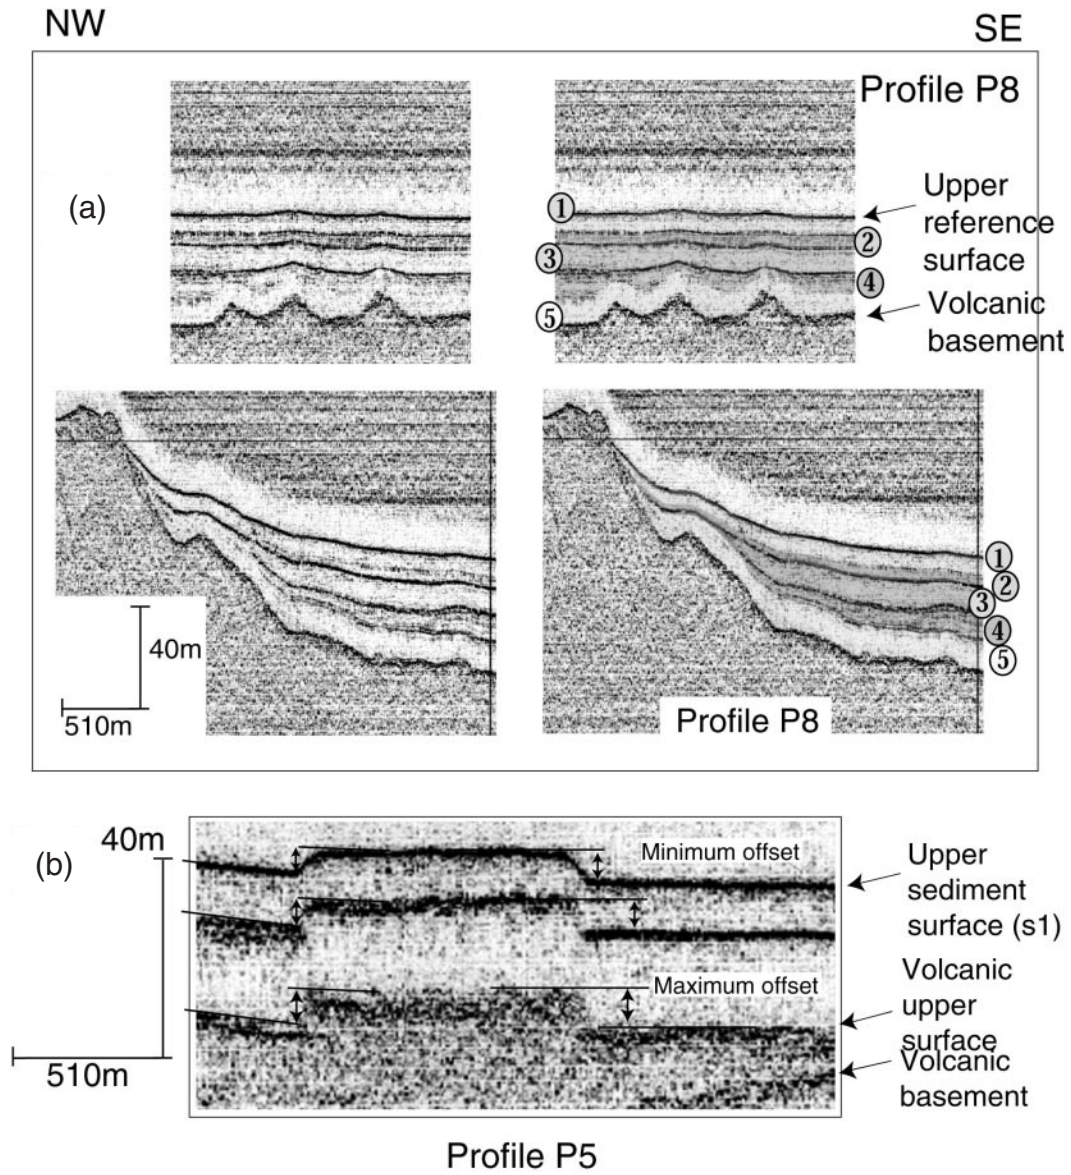 NW
SE
Profile P8
(a)
1
Upper
reference
surface
2
3
4
Volcanic
basement
5
1
2
3
4
5
40m
510m
Profile P8
(b)
40m
Minimum offset
Upper
sediment
surface (s1)
Maximum offset
Volcanic
upper
surface
510m
Volcanic
basement
Profile P5